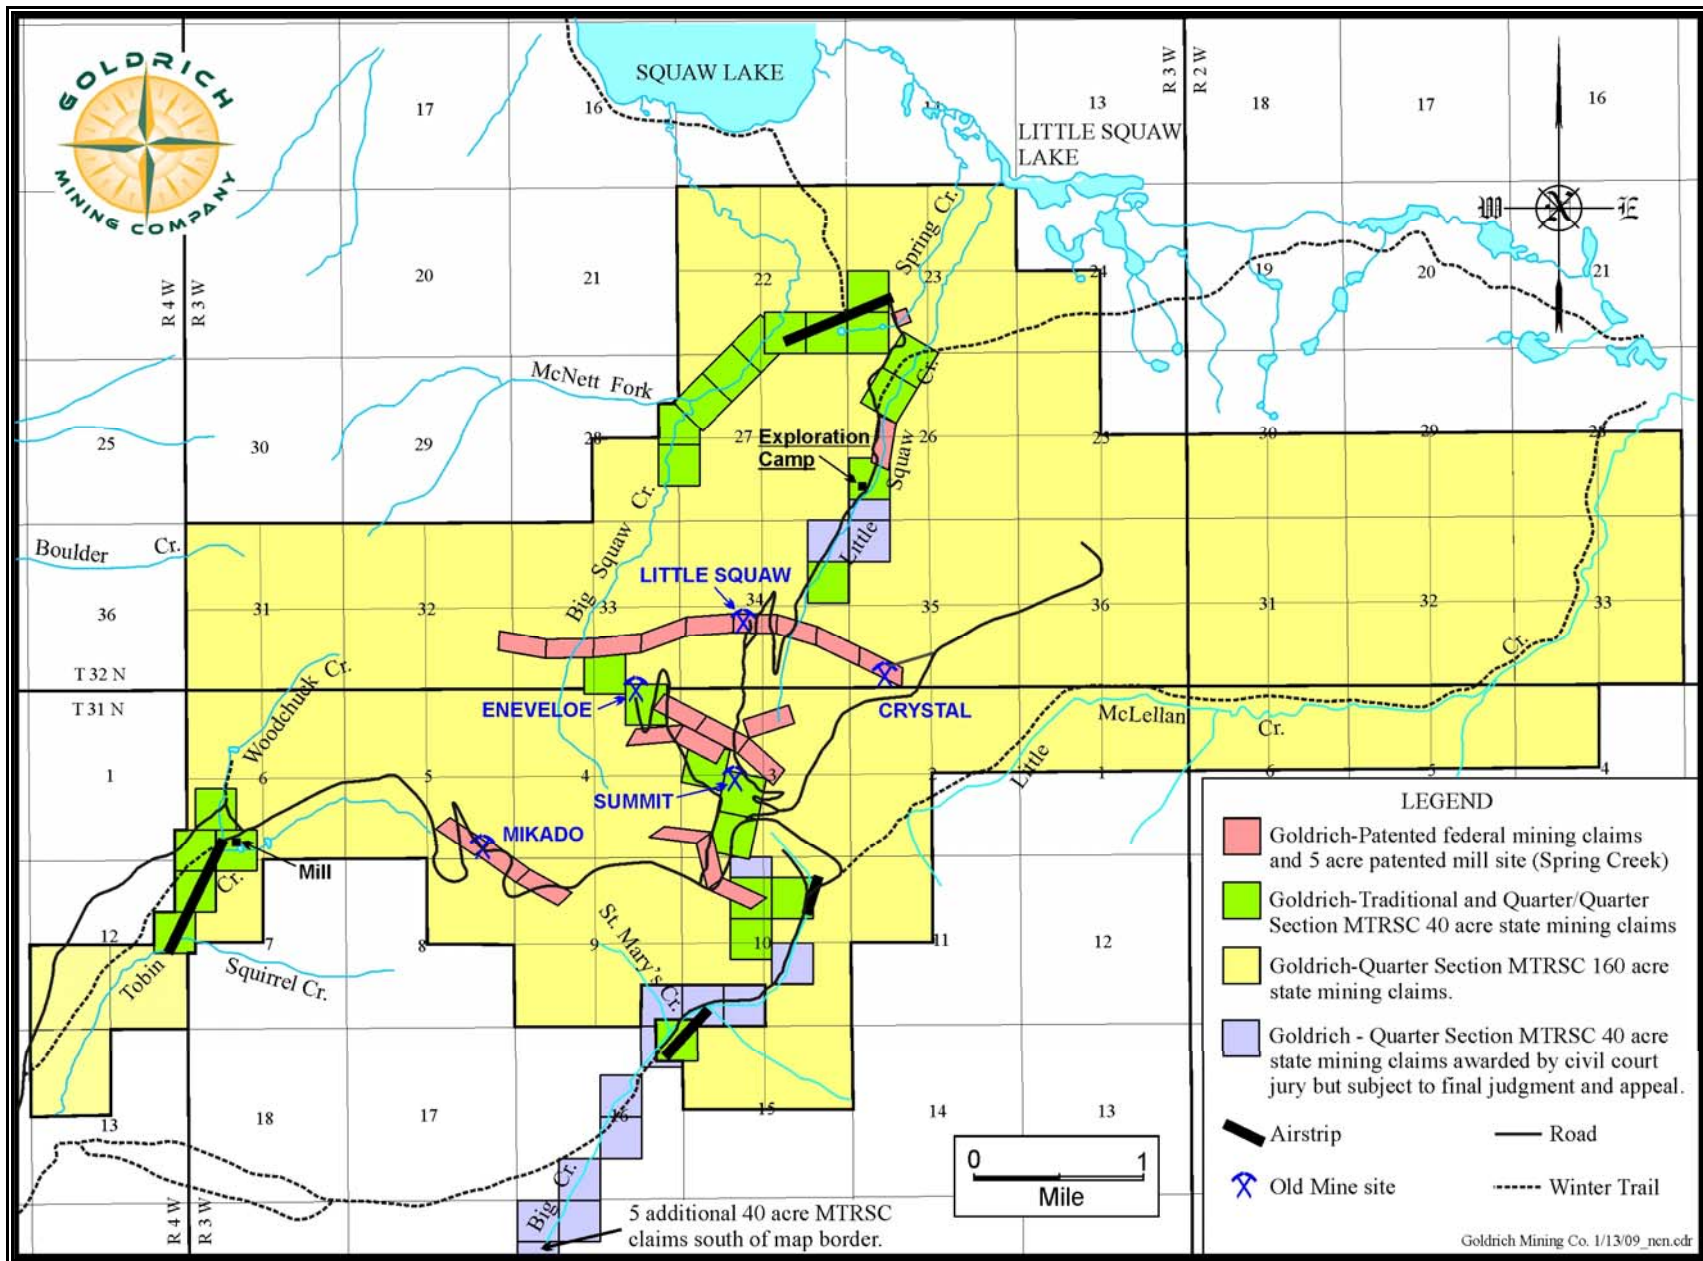 GOLDRICH
MINING COMPANY
SQUAW LAKE
LITTLE SQUAW
LAKE
R 3 W
R 2 W
17
16
14
13
18
17
16
W
N
E
R 4 W
R 3 W
20
21
22
Spring Cr.
23
24
19
20
21
McNett Fork
25
30
29
28
27
Exploration
Camp
26
25
30
29
28
Little Squaw Cr.
Boulder Cr.
Big Squaw Cr.
LITTLE SQUAW
36
31
32
33
34
35
36
31
32
33
T 32 N
T 31 N
Woodchuck Cr.
ENEVELOE
CRYSTAL
McLellan
Cr.
Little
Cr.
1
6
5
4
3
2
1
6
5
4
SUMMIT
MIKADO
Mill
Cr.
Tobin
Squirrel Cr.
St. Mary's Cr.
12
7
8
9
10
11
12
13
18
17
16
15
14
13
Big Cr.
R 4 W
R 3 W
5 additional 40 acre MTRSC
claims south of map border.
0 1
Mile
LEGEND
Goldrich-Patented federal mining claims
and 5 acre patented mill site (Spring Creek)
Goldrich-Traditional and Quarter/Quarter
Section MTRSC 40 acre state mining claims
Goldrich-Quarter Section MTRSC 160 acre
state mining claims.
Goldrich - Quarter Section MTRSC 40 acre
state mining claims awarded by civil court
jury but subject to final judgment and appeal.
Airstrip
Road
Old Mine site
Winter Trail
Goldrich Mining Co. 1/13/09_ncn.cdr